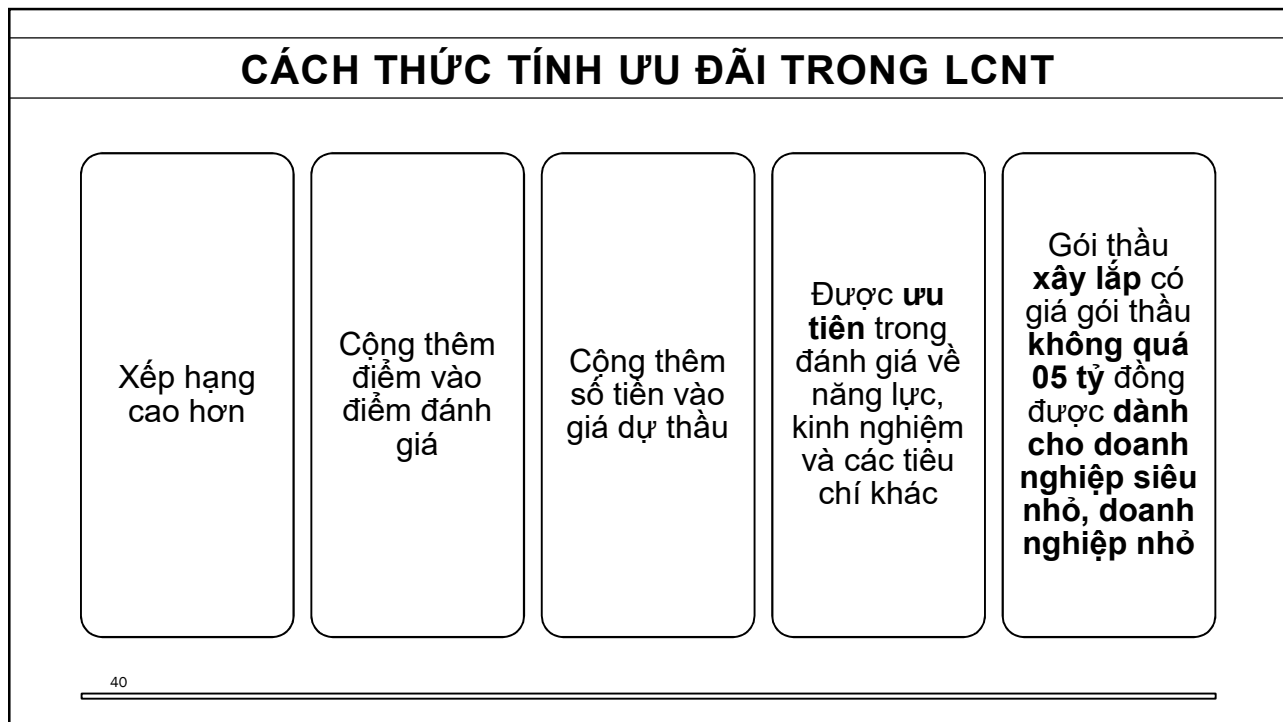 CÁCH THỨC TÍNH ƯU ĐÃI TRONG LCNT
Xếp hạng
cao hơn
Cộng thêm
điểm vào
điểm đánh
giá
Cộng thêm
số tiền vào
giá dự thầu
Được ưu
tiên trong
đánh giá về
năng lực,
kinh nghiệm
và các tiêu
chí khác
Gói thầu
xây lắp có
giá gói thầu
không quá
05 tỷ đồng
được dành
cho doanh
nghiệp siêu
nhỏ, doanh
nghiệp nhỏ
40